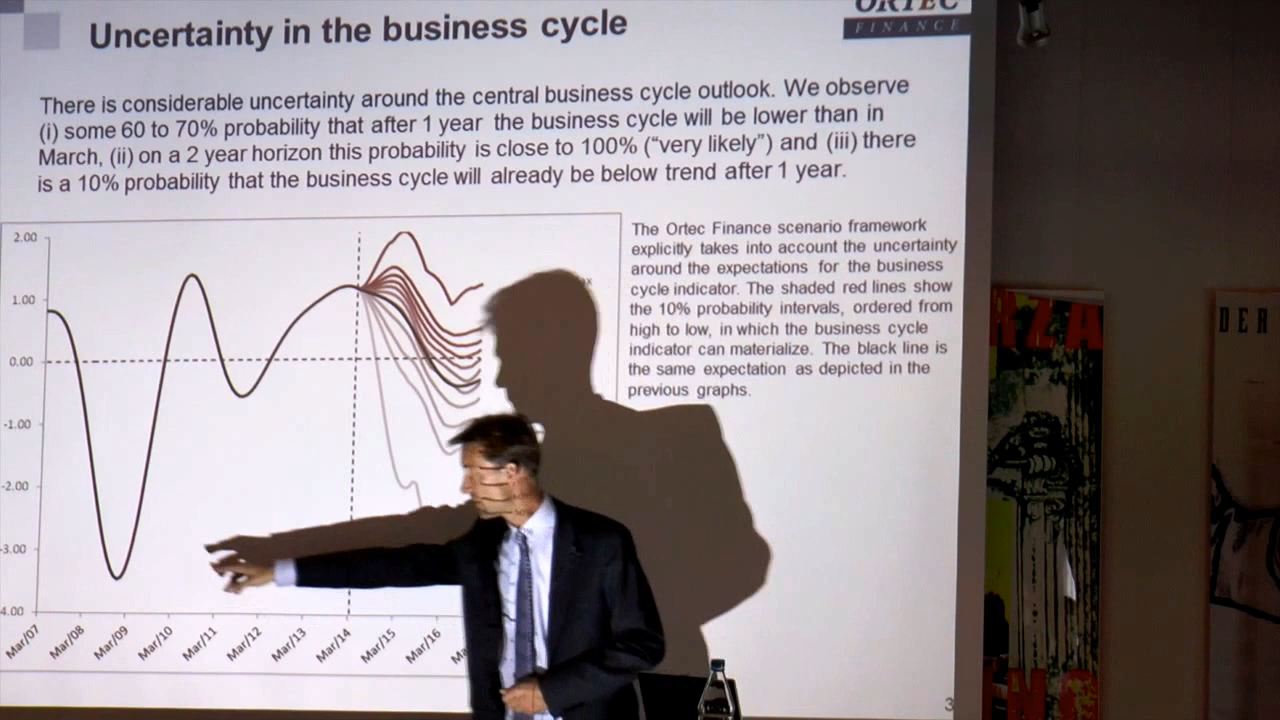 ORTEC
FINANCE
Uncertainty in the business cycle
There is considerable uncertainty around the central business cycle outlook. We observe
(i) some 60 to 70% probability that after 1 year the business cycle will be lower than in
March, (ii) on a 2 year horizon this probability is close to 100% (“very likely”) and (iii) there
is a 10% probability that the business cycle will already be below trend after 1 year.
The Ortec Finance scenario framework
explicitly takes into account the uncertainty
around the expectations for the business
cycle indicator. The shaded red lines show
the 10% probability intervals, ordered from
high to low, in which the business cycle
indicator can materialize. The black line is
the same expectation as depicted in the
previous graphs.
2.00
1.00
0.00
-1.00
-2.00
-3.00
4.00
Mar/07
Mar/08
Mar/09
Mar/10
Mar/11
Mar/12
Mar/13
Mar/14
Mar/15
Mar/16
3
RZA
DER